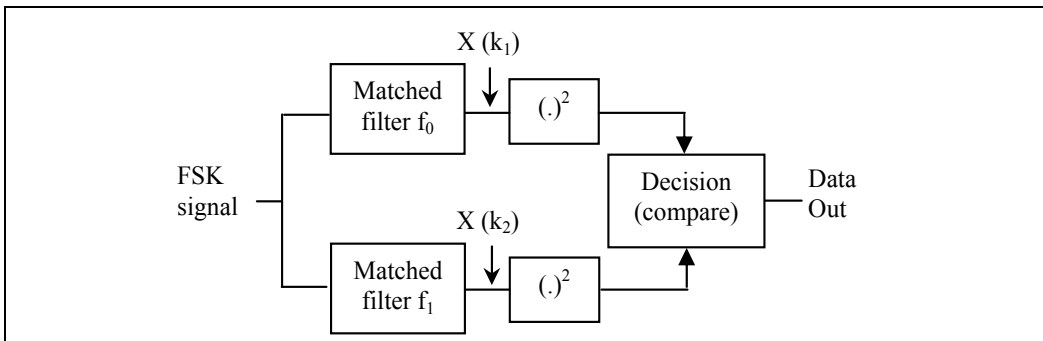 X (k₁)
Matched
filter f₀
(.)²
FSK
signal
Decision
(compare)
Data
Out
X (k₂)
Matched
filter f₁
(.)²